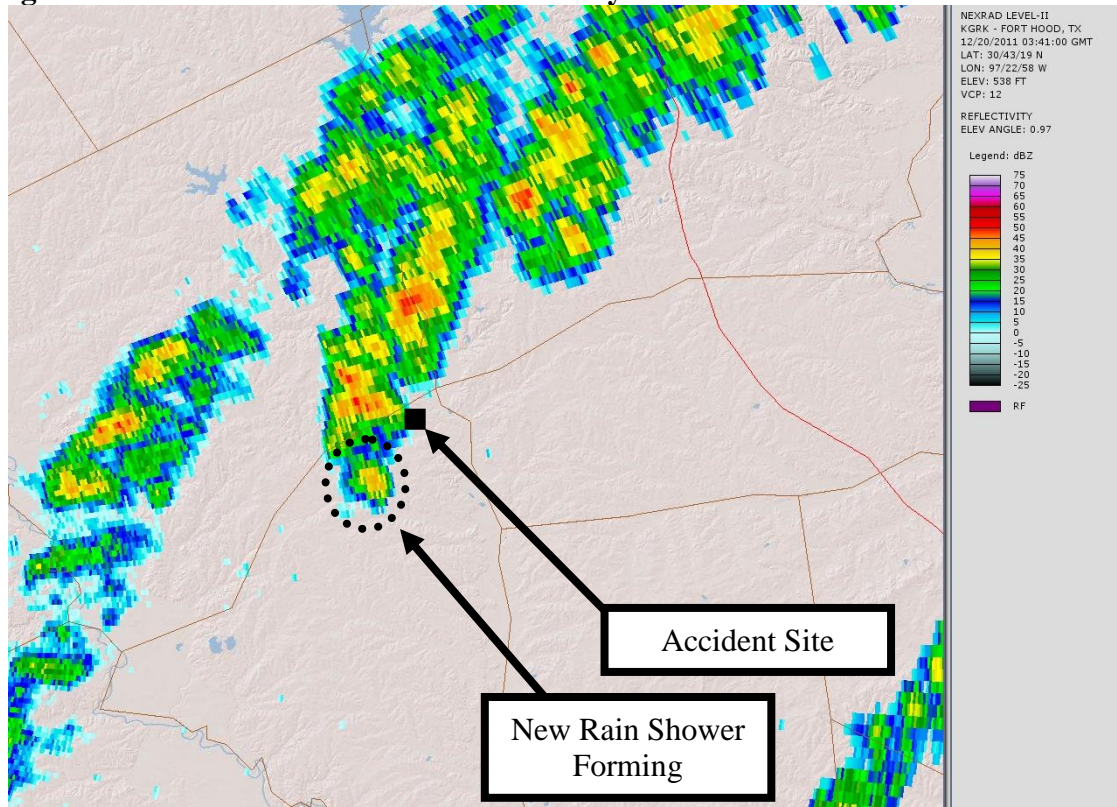 NEXRAD LEVEL-II
KGRK - FORT HOOD, TX
12/20/2011 03:41:00 GMT
LAT: 30/43/19 N
LON: 97/22/58 W
ELEV: 538 FT
VCP: 12
REFLECTIVITY
ELEV ANGLE: 0.97
Legend: dBZ
75
70
65
60
55
50
45
40
35
30
25
20
15
10
5
0
-5
-10
-15
-20
-25
RF
Accident Site
New Rain Shower
Forming